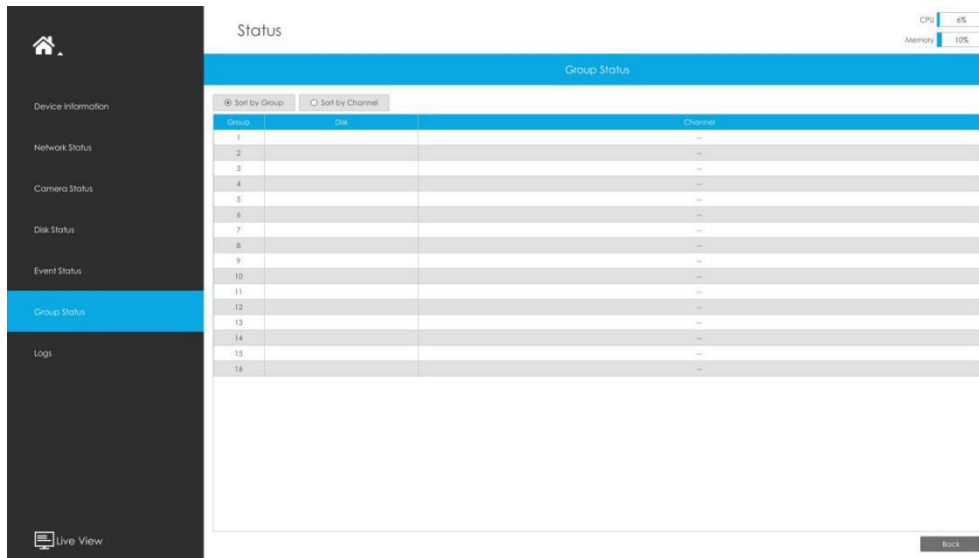 Status
CPU 6%
Memory 10%
Group Status
Device Information
Network Status
Camera Status
Disk Status
Event Status
Group Status
Logs
Live View
Sort by Group Sort by Channel
Group Disk Channel
1 --
2 --
3 --
4 --
5 --
6 --
7 --
8 --
9 --
10 --
11 --
12 --
13 --
14 --
15 --
16 --
Back